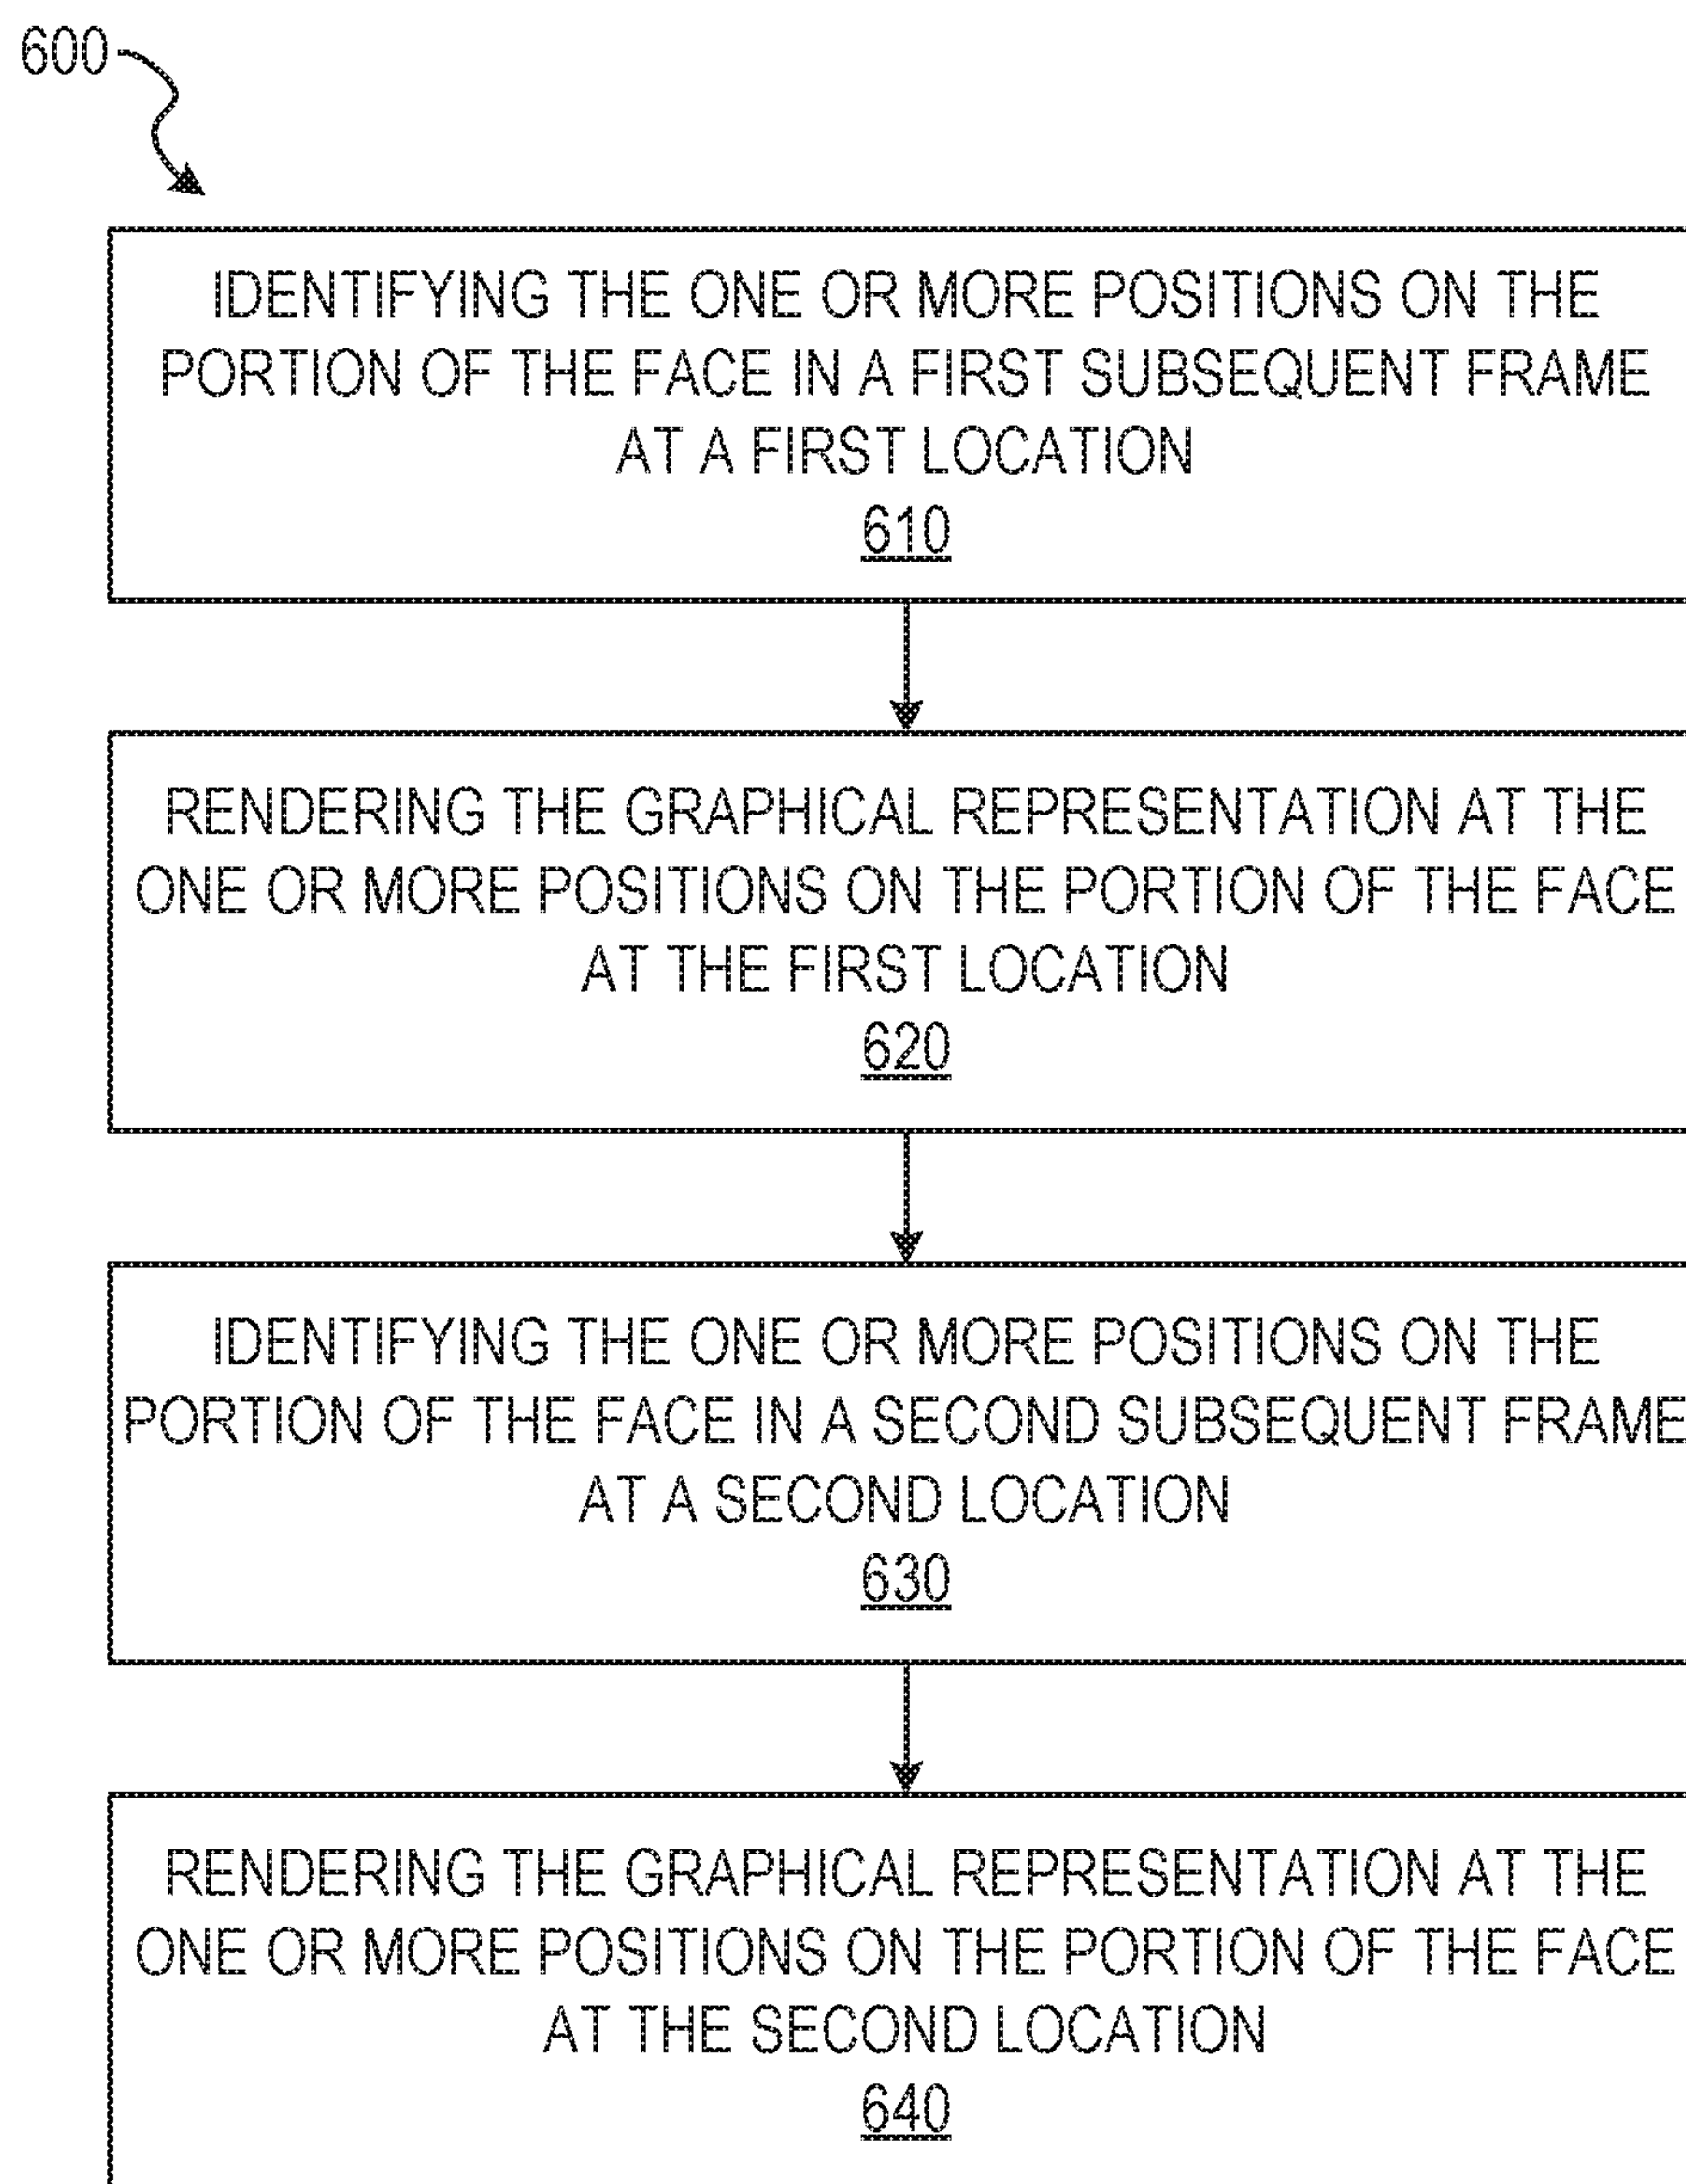 600
IDENTIFYING THE ONE OR MORE POSITIONS ON THE
PORTION OF THE FACE IN A FIRST SUBSEQUENT FRAME
AT A FIRST LOCATION
610
RENDERING THE GRAPHICAL REPRESENTATION AT THE
ONE OR MORE POSITIONS ON THE PORTION OF THE FACE
AT THE FIRST LOCATION
620
IDENTIFYING THE ONE OR MORE POSITIONS ON THE
PORTION OF THE FACE IN A SECOND SUBSEQUENT FRAME
AT A SECOND LOCATION
630
RENDERING THE GRAPHICAL REPRESENTATION AT THE
ONE OR MORE POSITIONS ON THE PORTION OF THE FACE
AT THE SECOND LOCATION
640